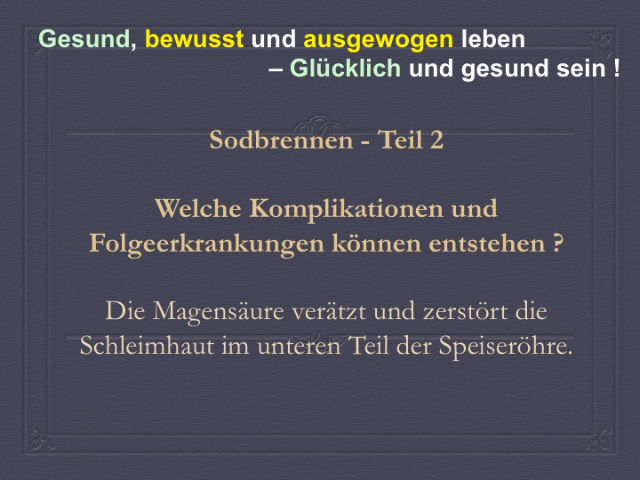 Gesund, bewusst und ausgewogen leben
– Glücklich und gesund sein !
Sodbrennen - Teil 2
Welche Komplikationen und
Folgeerkrankungen können entstehen ?
Die Magensäure verätzt und zerstört die
Schleimhaut im unteren Teil der Speiseröhre.